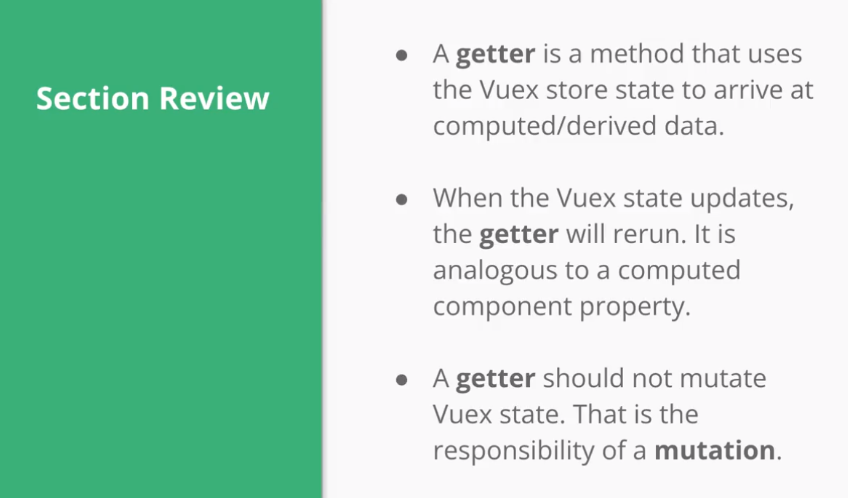 Section Review
● A getter is a method that uses
the Vuex store state to arrive at
computed/derived data.
● When the Vuex state updates,
the getter will rerun. It is
analogous to a computed
component property.
● A getter should not mutate
Vuex state. That is the
responsibility of a mutation.